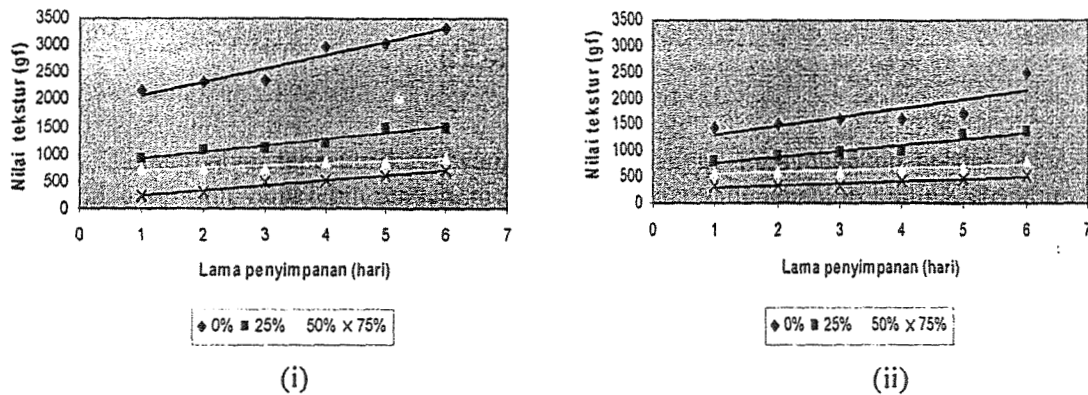 3500
3000
2500
2000
1500
1000
500
0
Nilai tekstur (gf)
0 1 2 3 4 5 6 7
Lama penyimpanan (hari)
0% 25% 50% 75%
(i)
3500
3000
2500
2000
1500
1000
500
0
Nilai tekstur (gf)
0 1 2 3 4 5 6 7
Lama penyimpanan (hari)
0% 25% 50% 75%
(ii)